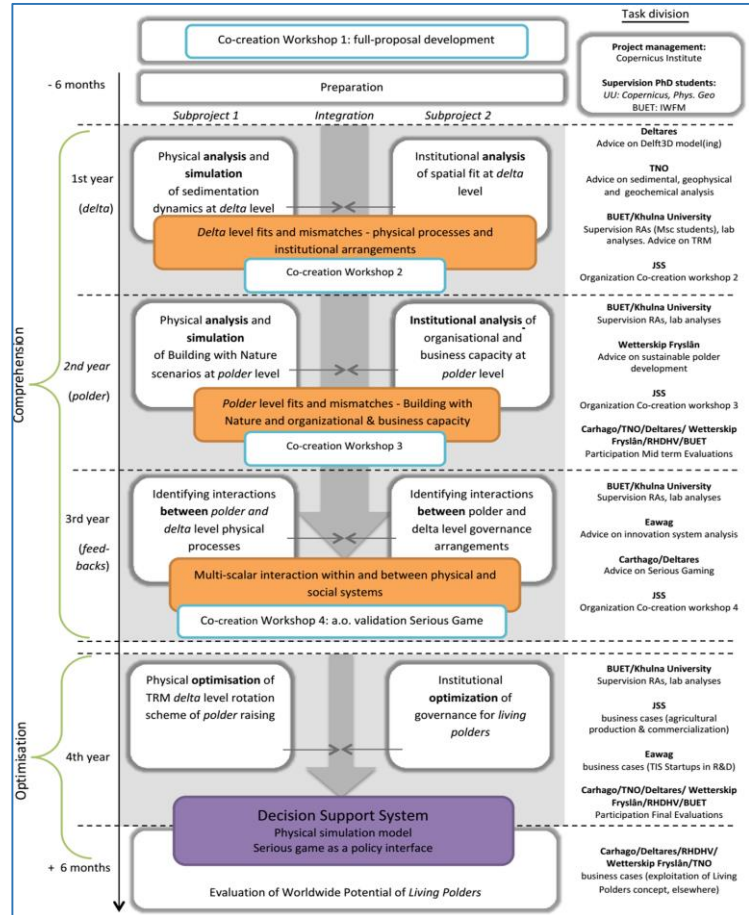 Task division
Co-creation Workshop 1: full-proposal development
Project management:
Copernicus Institute
Supervision PhD students:
UU: Copernicus, Phys. Geo
BUET: IWFM
- 6 months
Preparation
Subproject 1
Integration
Subproject 2
Comprehension
1st year
(delta)
Physical analysis and
simulation
of sedimentation
dynamics at delta level
Institutional analysis
of spatial fit at delta
level
Delta level fits and mismatches - physical processes and
institutional arrangements
Co-creation Workshop 2
Deltares
Advice on Delft3D model(ing)
TNO
Advice on sedimental, geophysical
and geochemical analysis
BUET/Khulna University
Supervision RAs (Msc students), lab
analyses. Advice on TRM
JSS
Organization Co-creation workshop 2
2nd year
(polder)
Physical analysis and
simulation
of Building with Nature
scenarios at polder level
Institutional analysis of
organisational and
business capacity at
polder level
Polder level fits and mismatches - Building with
Nature and organizational & business capacity
Co-creation Workshop 3
BUET/Khulna University
Supervision RAs, lab analyses
Wetterskip Fryslân
Advice on sustainable polder
development
JSS
Organization Co-creation workshop 3
Carhago/TNO/Deltares/ Wetterskip
Fryslân/RHDHV/BUET
Participation Mid term Evaluations
3rd year
(feed-
backs)
Identifying interactions
between polder and
delta level physical
processes
Identifying interactions
between polder and
delta level governance
arrangements
Multi-scalar interaction within and between physical and
social systems
Co-creation Workshop 4: a.o. validation Serious Game
BUET/Khulna University
Supervision RAs, lab analyses
Eawag
Advice on innovation system analysis
Carthago/Deltares
Advice on Serious Gaming
JSS
Organization Co-creation workshop 4
Optimisation
4th year
Physical optimisation of
TRM delta level rotation
scheme of polder raising
Institutional
optimization of
governance for living
polders
BUET/Khulna University
Supervision RAs, lab analyses
JSS
business cases (agricultural
production & commercialization)
Eawag
business cases (TIS Startups in R&D)
Carhago/TNO/Deltares/ Wetterskip
Fryslân/RHDHV/BUET
Participation Final Evaluations
Decision Support System
Physical simulation model
Serious game as a policy interface
+ 6 months
Evaluation of Worldwide Potential of Living Polders
Carhago/Deltares/RHDHV/
Wetterskip Fryslân/TNO
business cases (exploitation of Living
Polders concept, elsewhere)